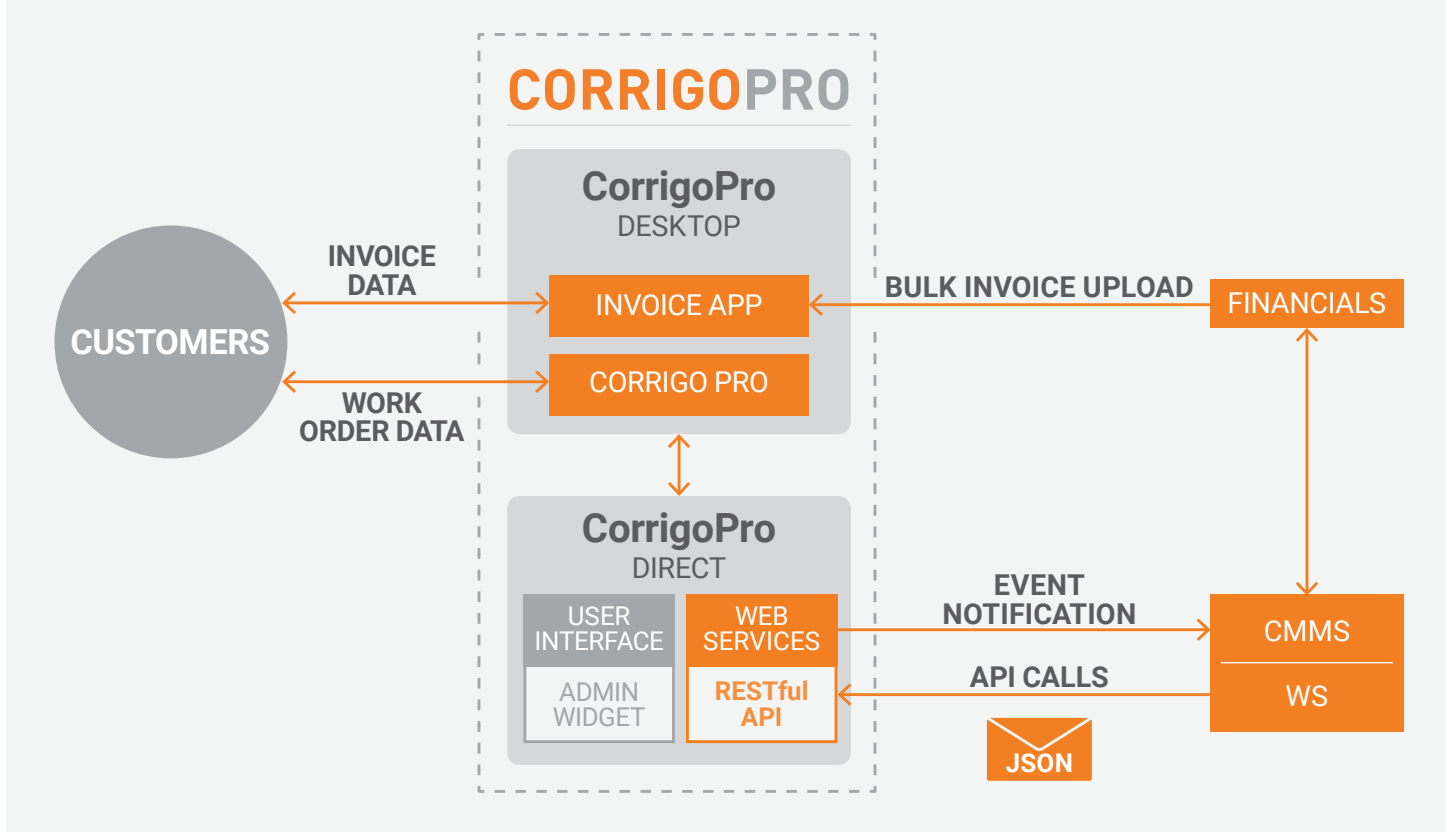 CORRIGOPRO
CorrigoPro
DESKTOP
INVOICE
DATA
INVOICE APP
BULK INVOICE UPLOAD
FINANCIALS
CUSTOMERS
CORRIGO PRO
WORK
ORDER DATA
CorrigoPro
DIRECT
USER
INTERFACE
ADMIN
WIDGET
WEB
SERVICES
RESTful
API
EVENT
NOTIFICATION
API CALLS
JSON
CMMS
WS